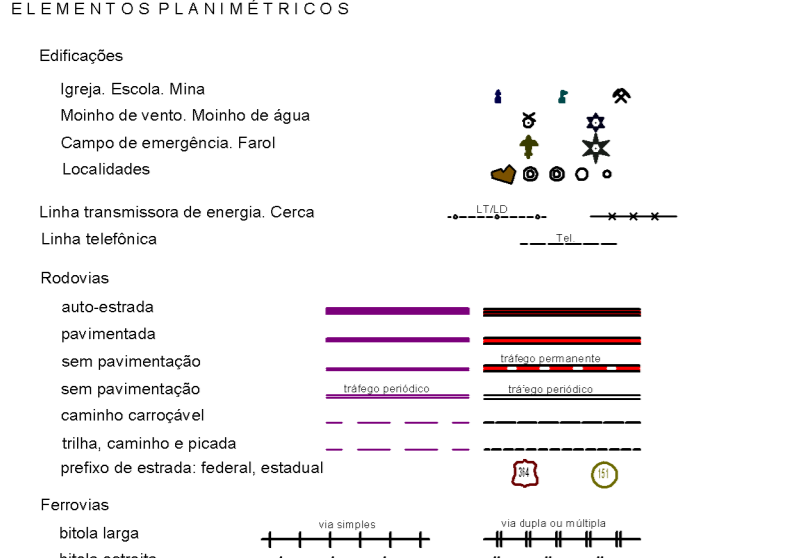 ELEMENTOS PLANIMÉTRICOS
Edificações
Igreja. Escola. Mina
Moinho de vento. Moinho de água
Campo de emergência. Farol
Localidades
Linha transmissora de energia. Cerca LT/LD
Linha telefônica Tel
Rodovias
auto-estrada
pavimentada
sem pavimentação tráfego permanente
sem pavimentação tráfego periódico tráfego periódico
caminho carroçável
trilha, caminho e picada
prefixo de estrada: federal, estadual 364 151
Ferrovias
bitola larga via simples via dupla ou múltipla
bitola estreita